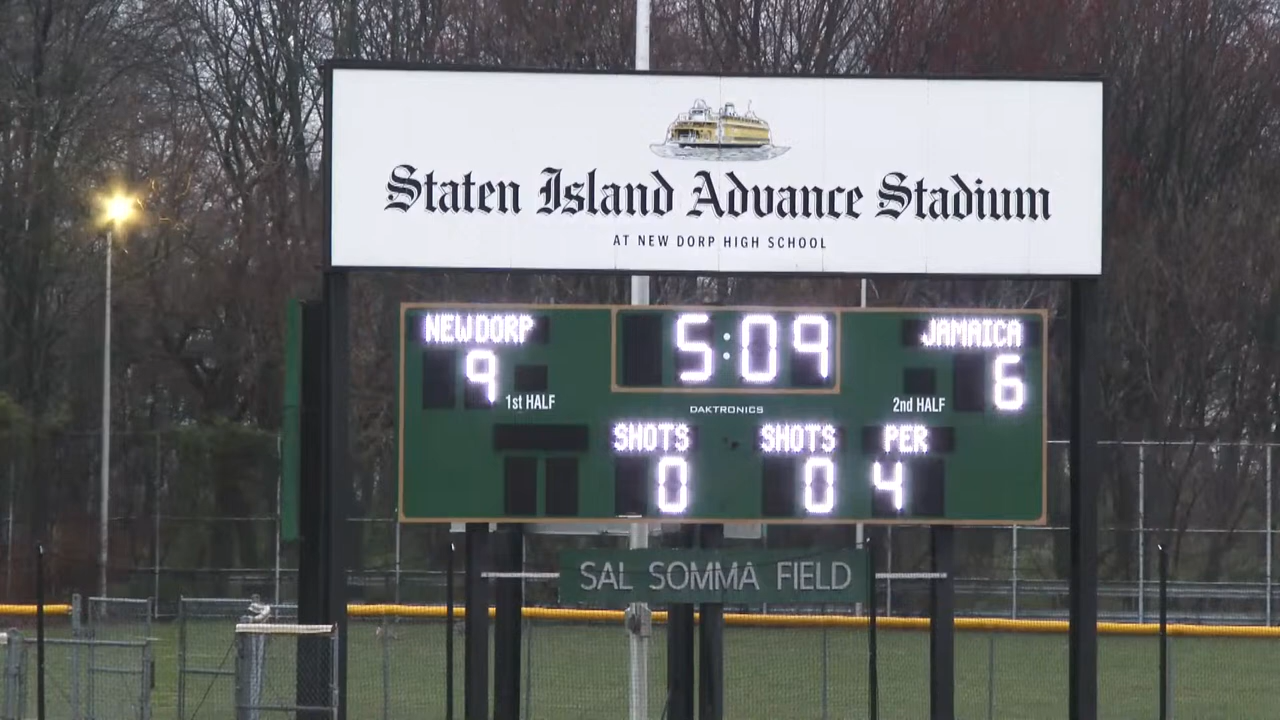 Staten Island Advance Stadium
AT NEW DORP HIGH SCHOOL
NEWDORP 5:09 JAMAICA
9 6
1st HALF DAKTRONICS 2nd HALF
SHOTS SHOTS PER
0 0 4
SAL SOMMA FIELD